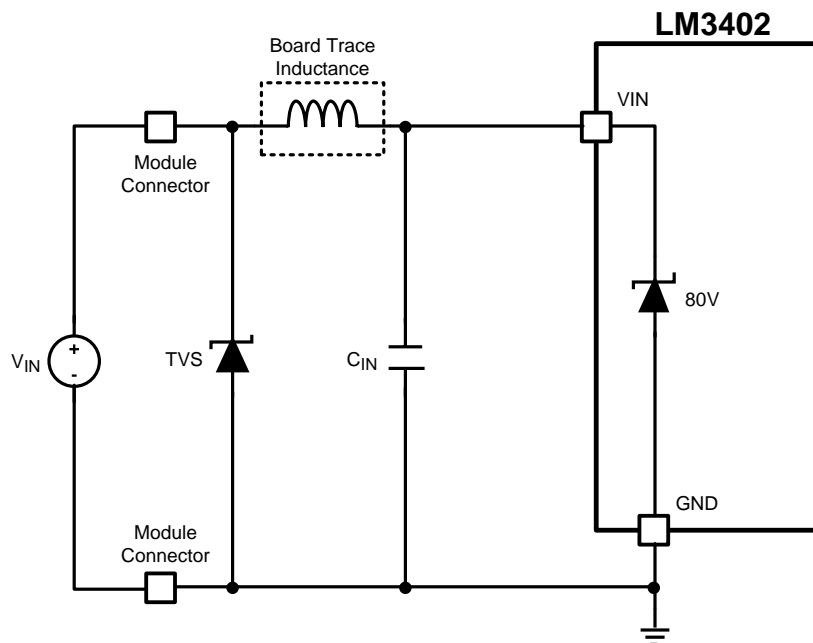 LM3402
Board Trace
Inductance
VIN
Module
Connector
80V
VIN
+
-
TVS
CIN
GND
Module
Connector